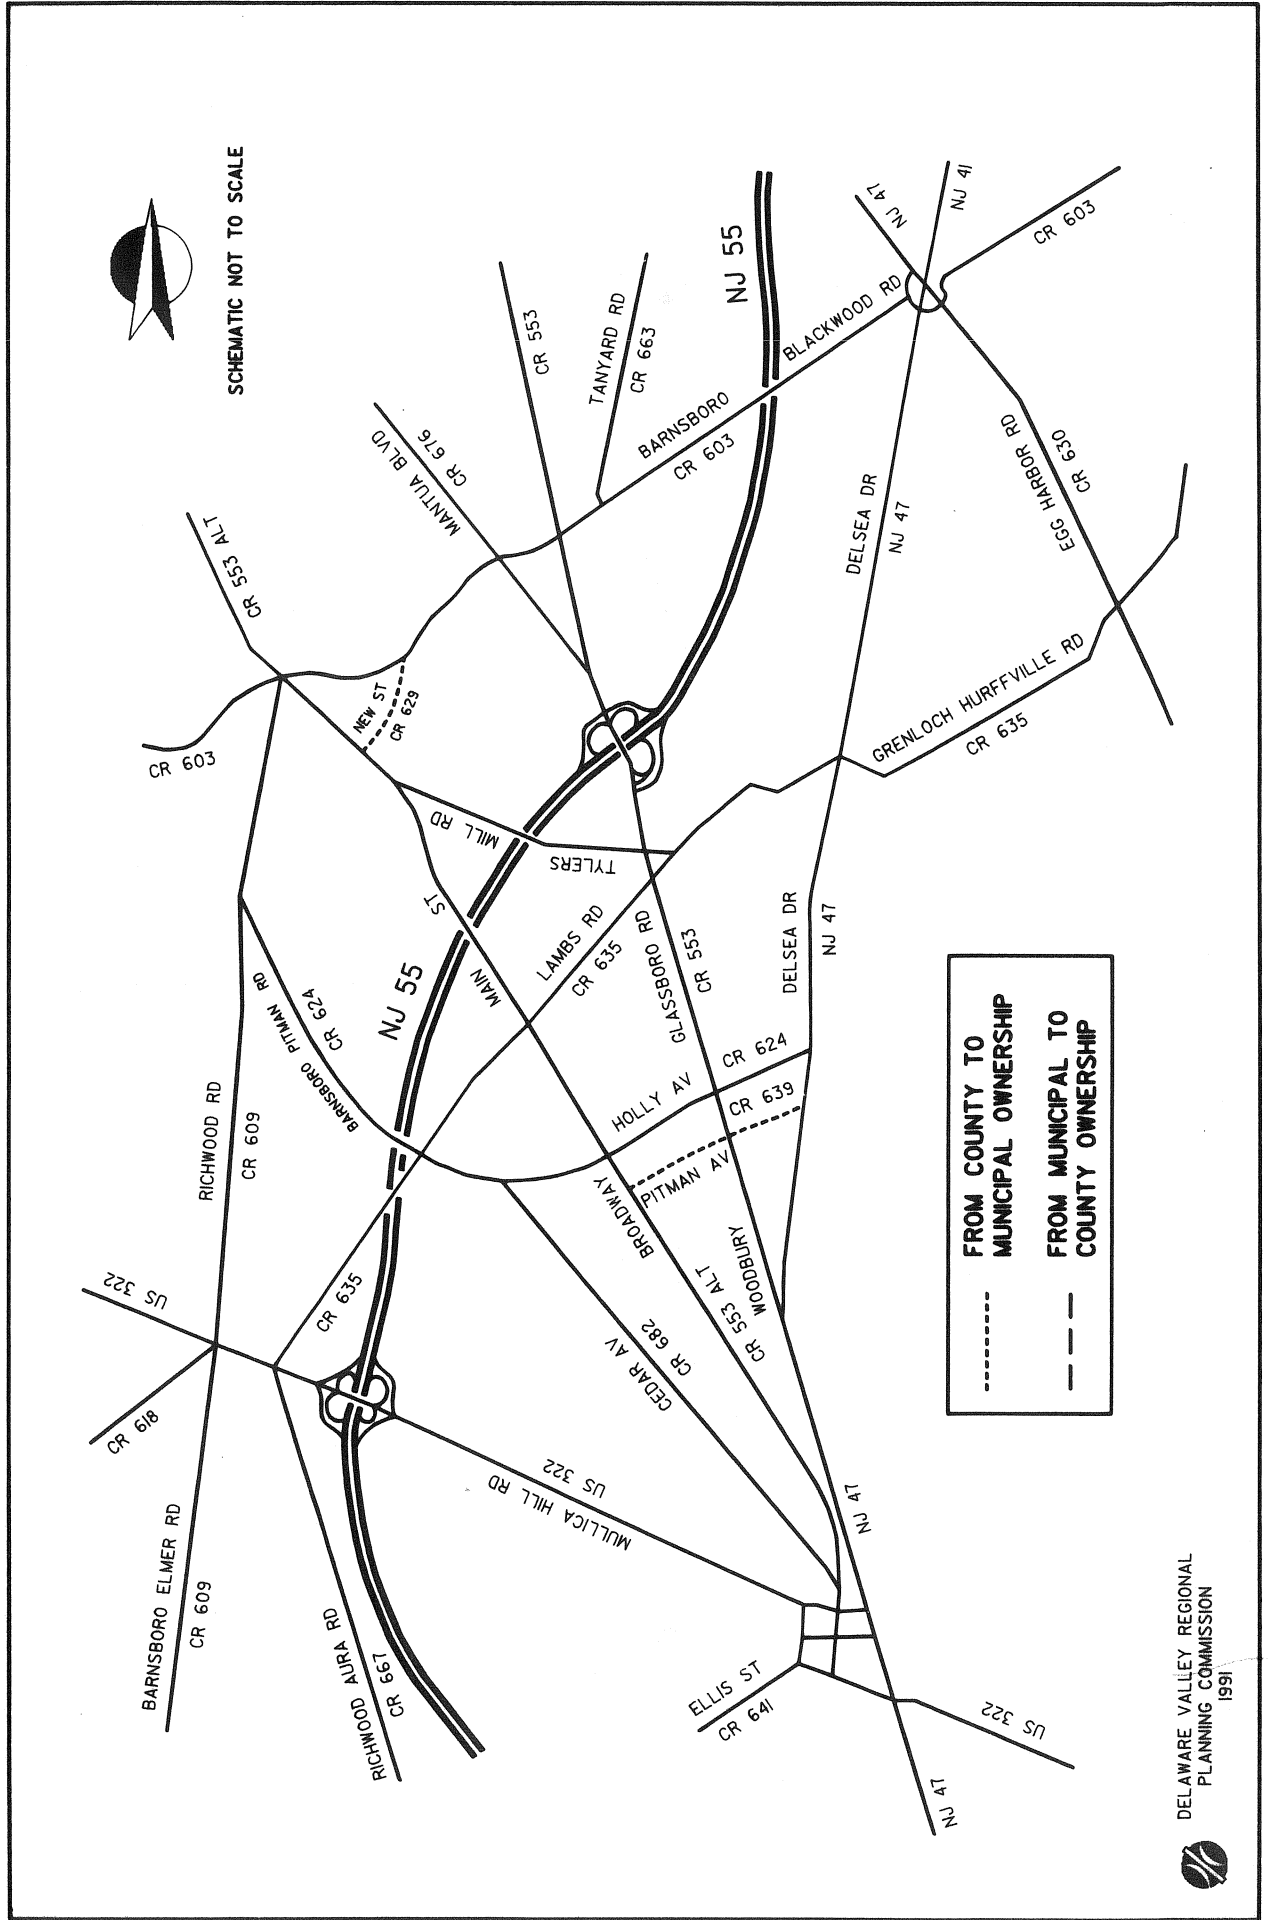 SCHEMATIC NOT TO SCALE
NJ 55
NJ 47
NJ 41
CR 603
BLACKWOOD RD
BARNSBORO
CR 603
TANYARD RD
CR 663
CR 553
CR 676
MANTUA BLVD
CR 553 ALT
NEW ST
CR 629
CR 603
DELSEA DR
NJ 47
EGG HARBOR RD
CR 630
GRENLOCH HURFFVILLE RD
CR 635
MILL RD
TYLERS
ST
MAIN
NJ 55
LAMBS RD
CR 635
GLASSBORO RD
CR 553
DELSEA DR
NJ 47
BARNSBORO PITMAN RD
CR 624
RICHWOOD RD
CR 609
HOLLY AV
CR 624
CR 639
PITMAN AV
BROADWAY
CR 553 ALT
WOODBURY
CR 635
US 322
CR 618
CEDAR AV
CR 682
MULLICA HILL RD
US 322
BARNSBORO ELMER RD
CR 609
RICHWOOD AURA RD
CR 667
NJ 47
ELLIS ST
CR 641
US 322
NJ 47
FROM COUNTY TO
MUNICIPAL OWNERSHIP
FROM MUNICIPAL TO
COUNTY OWNERSHIP
DELAWARE VALLEY REGIONAL
PLANNING COMMISSION
1991